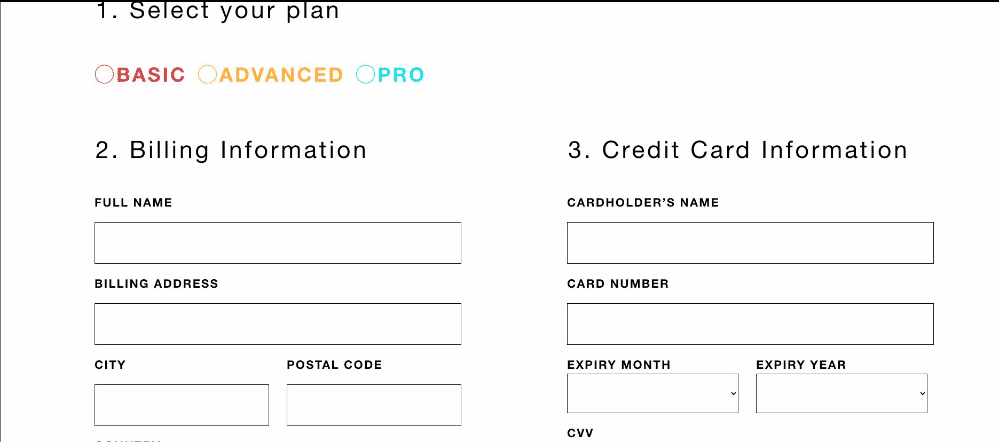 1. Select your plan
BASIC ADVANCED PRO
2. Billing Information
FULL NAME
BILLING ADDRESS
CITY POSTAL CODE
3. Credit Card Information
CARDHOLDER’S NAME
CARD NUMBER
EXPIRY MONTH EXPIRY YEAR
CVV